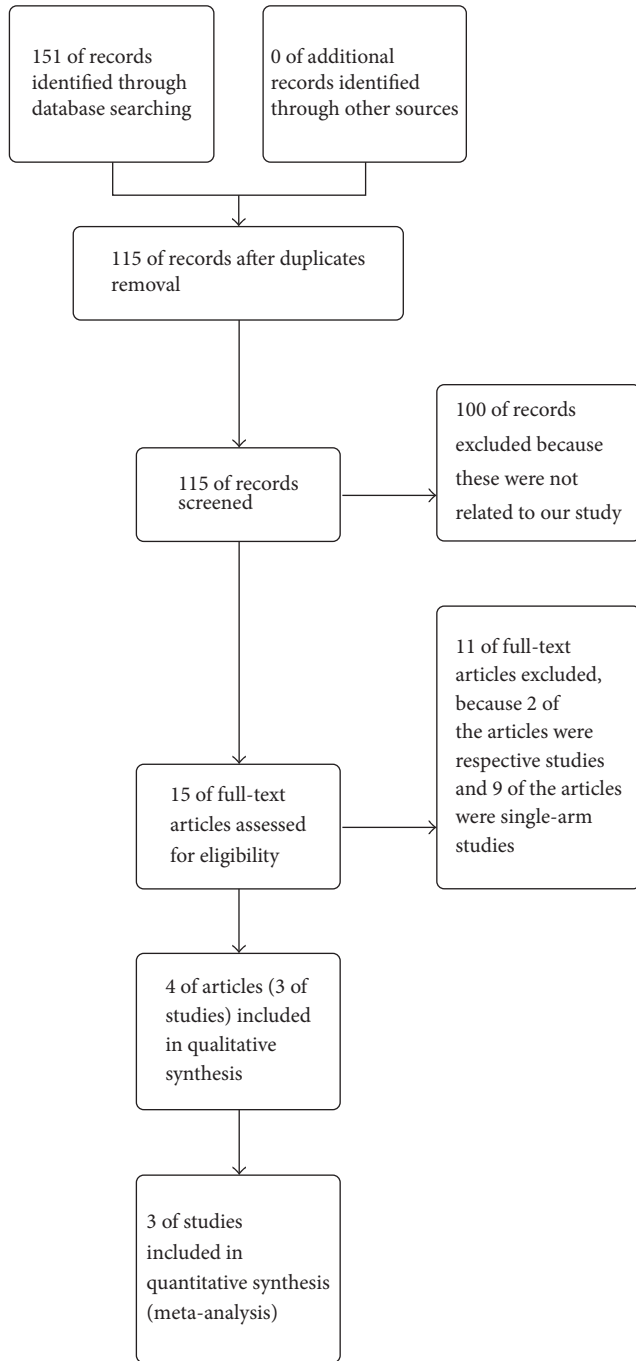 151 of records
identified through
database searching
0 of additional
records identified
through other sources
115 of records after duplicates
removal
115 of records
screened
100 of records
excluded because
these were not
related to our study
15 of full-text
articles assessed
for eligibility
11 of full-text
articles excluded,
because 2 of
the articles were
respective studies
and 9 of the articles
were single-arm
studies
4 of articles (3 of
studies) included
in qualitative
synthesis
3 of studies
included in
quantitative synthesis
(meta-analysis)